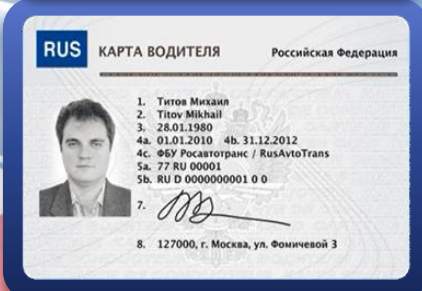 RUS КАРТА ВОДИТЕЛЯ Российская Федерация
1. Титов Михаил
2. Titov Mikhail
3. 28.01.1980
4a. 01.01.2010 4b. 31.12.2012
4c. ФБУ Росавтотранс / RusAvtoTrans
5a. 77 RU 00001
5b. RU D 0000000001 0 0
7.
8. 127000, г. Москва, ул. Фомичевой 3